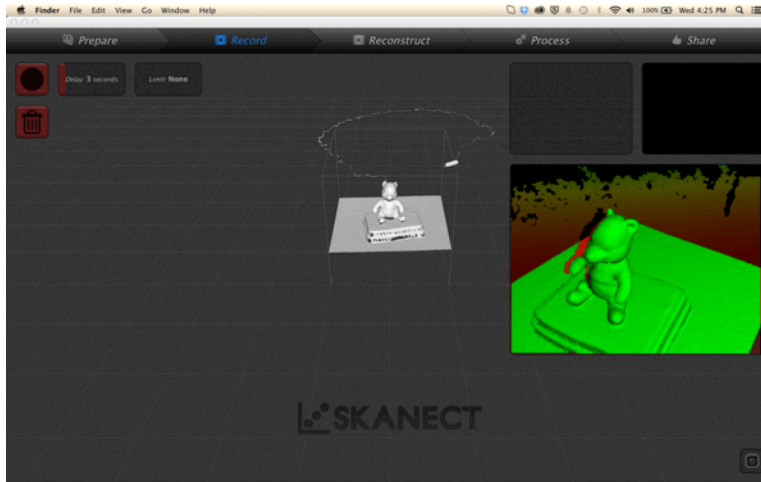 Finder File Edit View Go Window Help 100% Wed 4:25 PM
Prepare Record Reconstruct Process Share
Delay: 3 seconds Limit: None
SKANECT